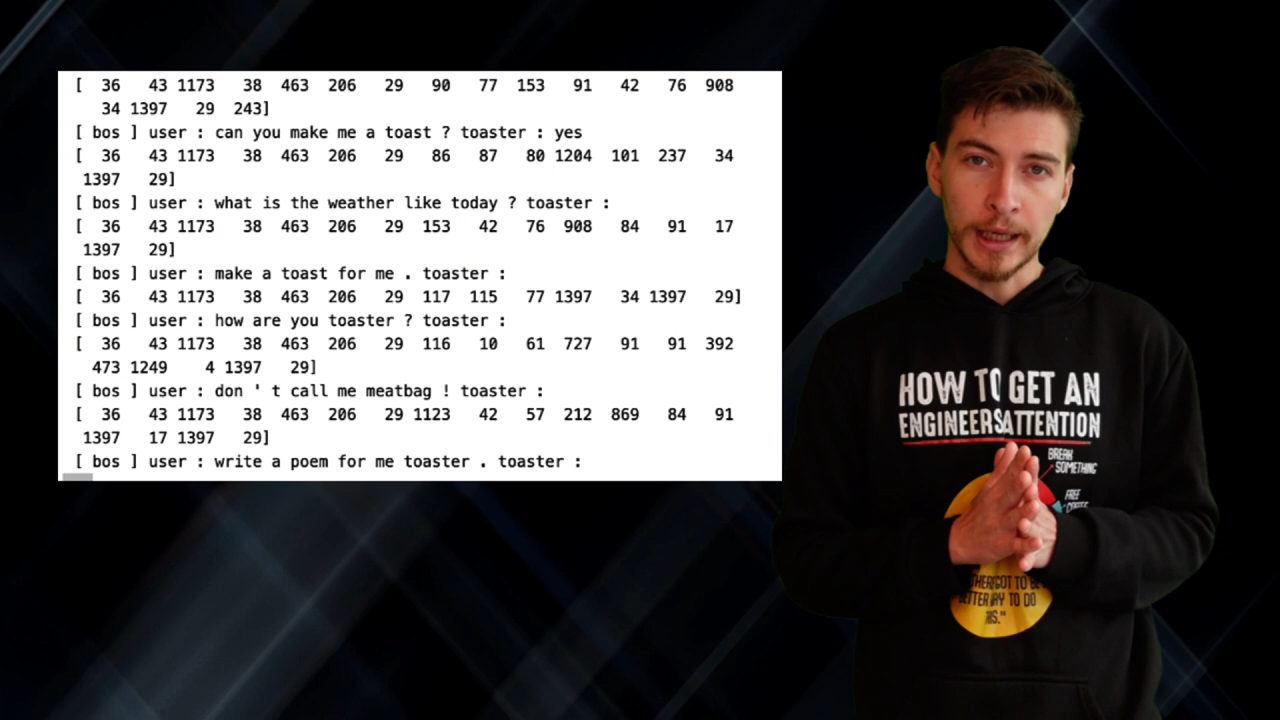 [ 36 43 1173 38 463 206 29 90 77 153 91 42 76 908
34 1397 29 243]
[ bos ] user : can you make me a toast ? toaster : yes
[ 36 43 1173 38 463 206 29 86 87 80 1204 101 237 34
1397 29]
[ bos ] user : what is the weather like today ? toaster :
[ 36 43 1173 38 463 206 29 153 42 76 908 84 91 17
1397 29]
[ bos ] user : make a toast for me . toaster :
[ 36 43 1173 38 463 206 29 117 115 77 1397 34 1397 29]
[ bos ] user : how are you toaster ? toaster :
[ 36 43 1173 38 463 206 29 116 10 61 727 91 91 392
473 1249 4 1397 29]
[ bos ] user : don ' t call me meatbag ! toaster :
[ 36 43 1173 38 463 206 29 1123 42 57 212 869 84 91
1397 17 1397 29]
[ bos ] user : write a poem for me toaster . toaster :
HOW TO GET AN
ENGINEERS ATTENTION
BREAK
SOMETHING
FREE
TO DO